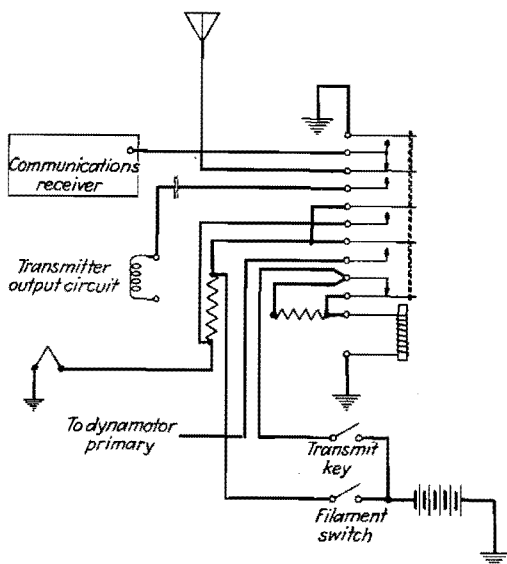 Communications
receiver
Transmitter
output circuit
To dynamotor
primary
Transmit
key
Filament
switch